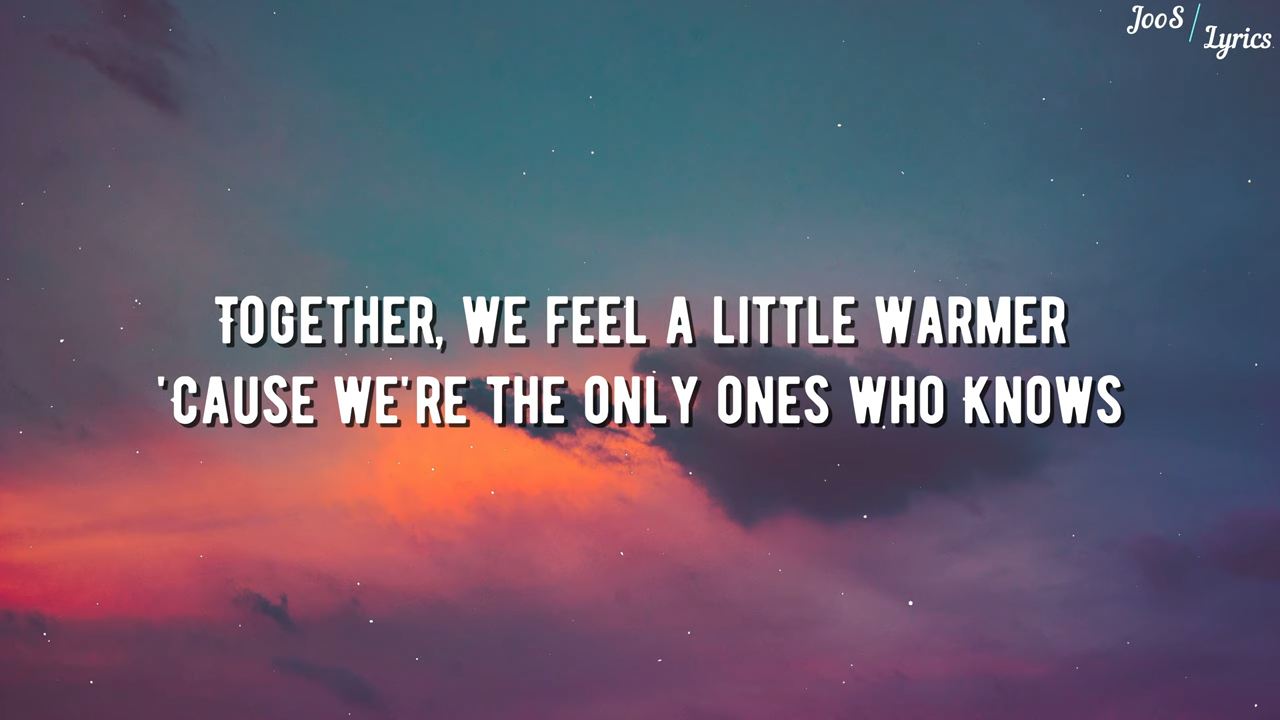 JooS / Lyrics
TOGETHER, WE FEEL A LITTLE WARMER
'CAUSE WE'RE THE ONLY ONES WHO KNOWS